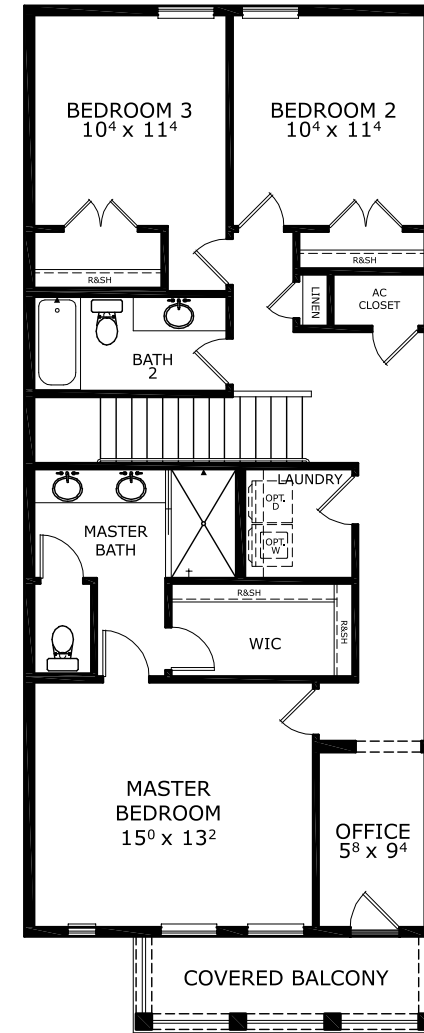 BEDROOM 3
10⁴ x 11⁴
BEDROOM 2
10⁴ x 11⁴
R&SH
R&SH
LINEN
AC
CLOSET
BATH
2
LAUNDRY
OPT.
D
OPT.
W
MASTER
BATH
R&SH
R&SH
WIC
MASTER
BEDROOM
15⁰ x 13²
OFFICE
5⁸ x 9⁴
COVERED BALCONY